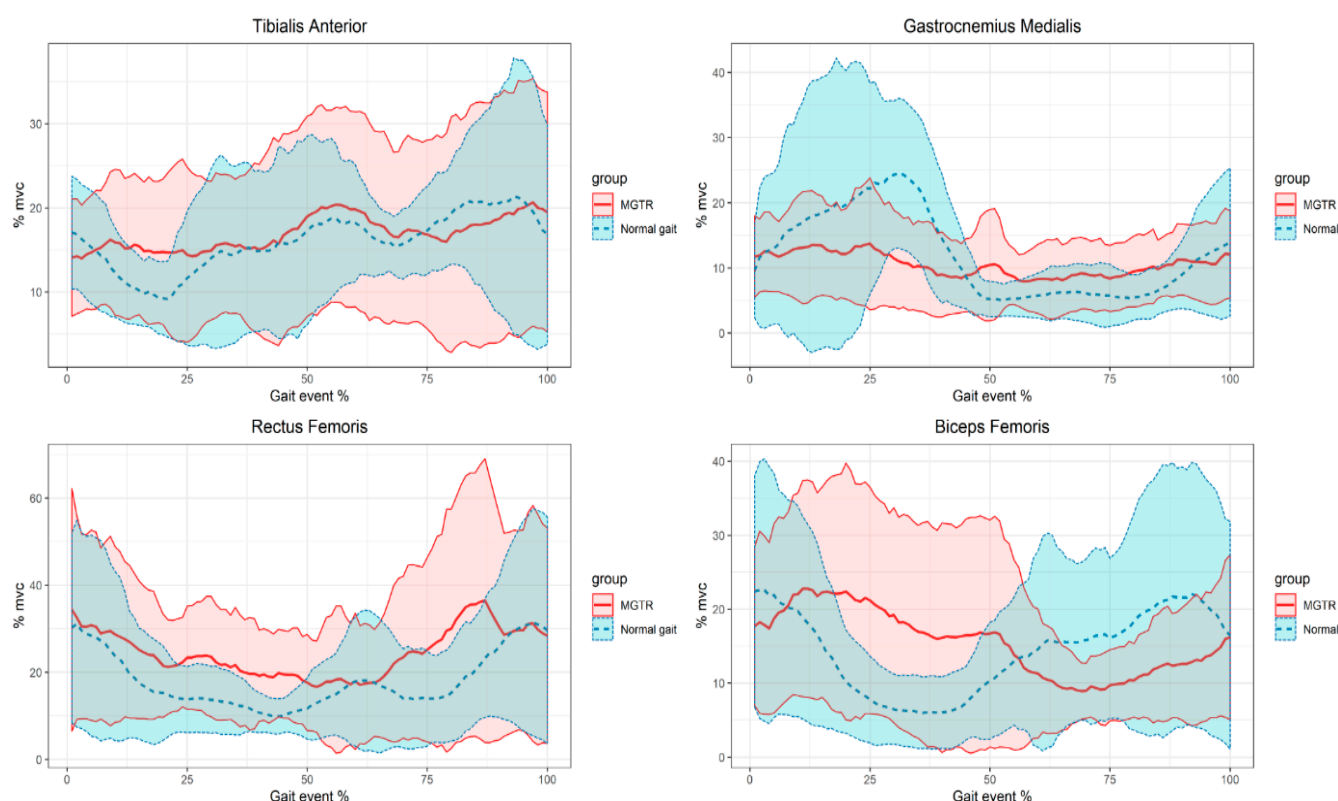 Tibialis Anterior
% mvc
30
20
10
0
25
50
75
100
Gait event %
group
MGTR
Normal gait
Gastrocnemius Medialis
% mvc
40
30
20
10
0
0
25
50
75
100
Gait event %
group
MGTR
Normal gait
Rectus Femoris
% mvc
60
40
20
0
0
25
50
75
100
Gait event %
group
MGTR
Normal gait
Biceps Femoris
% mvc
40
30
20
10
0
0
25
50
75
100
Gait event %
group
MGTR
Normal gait